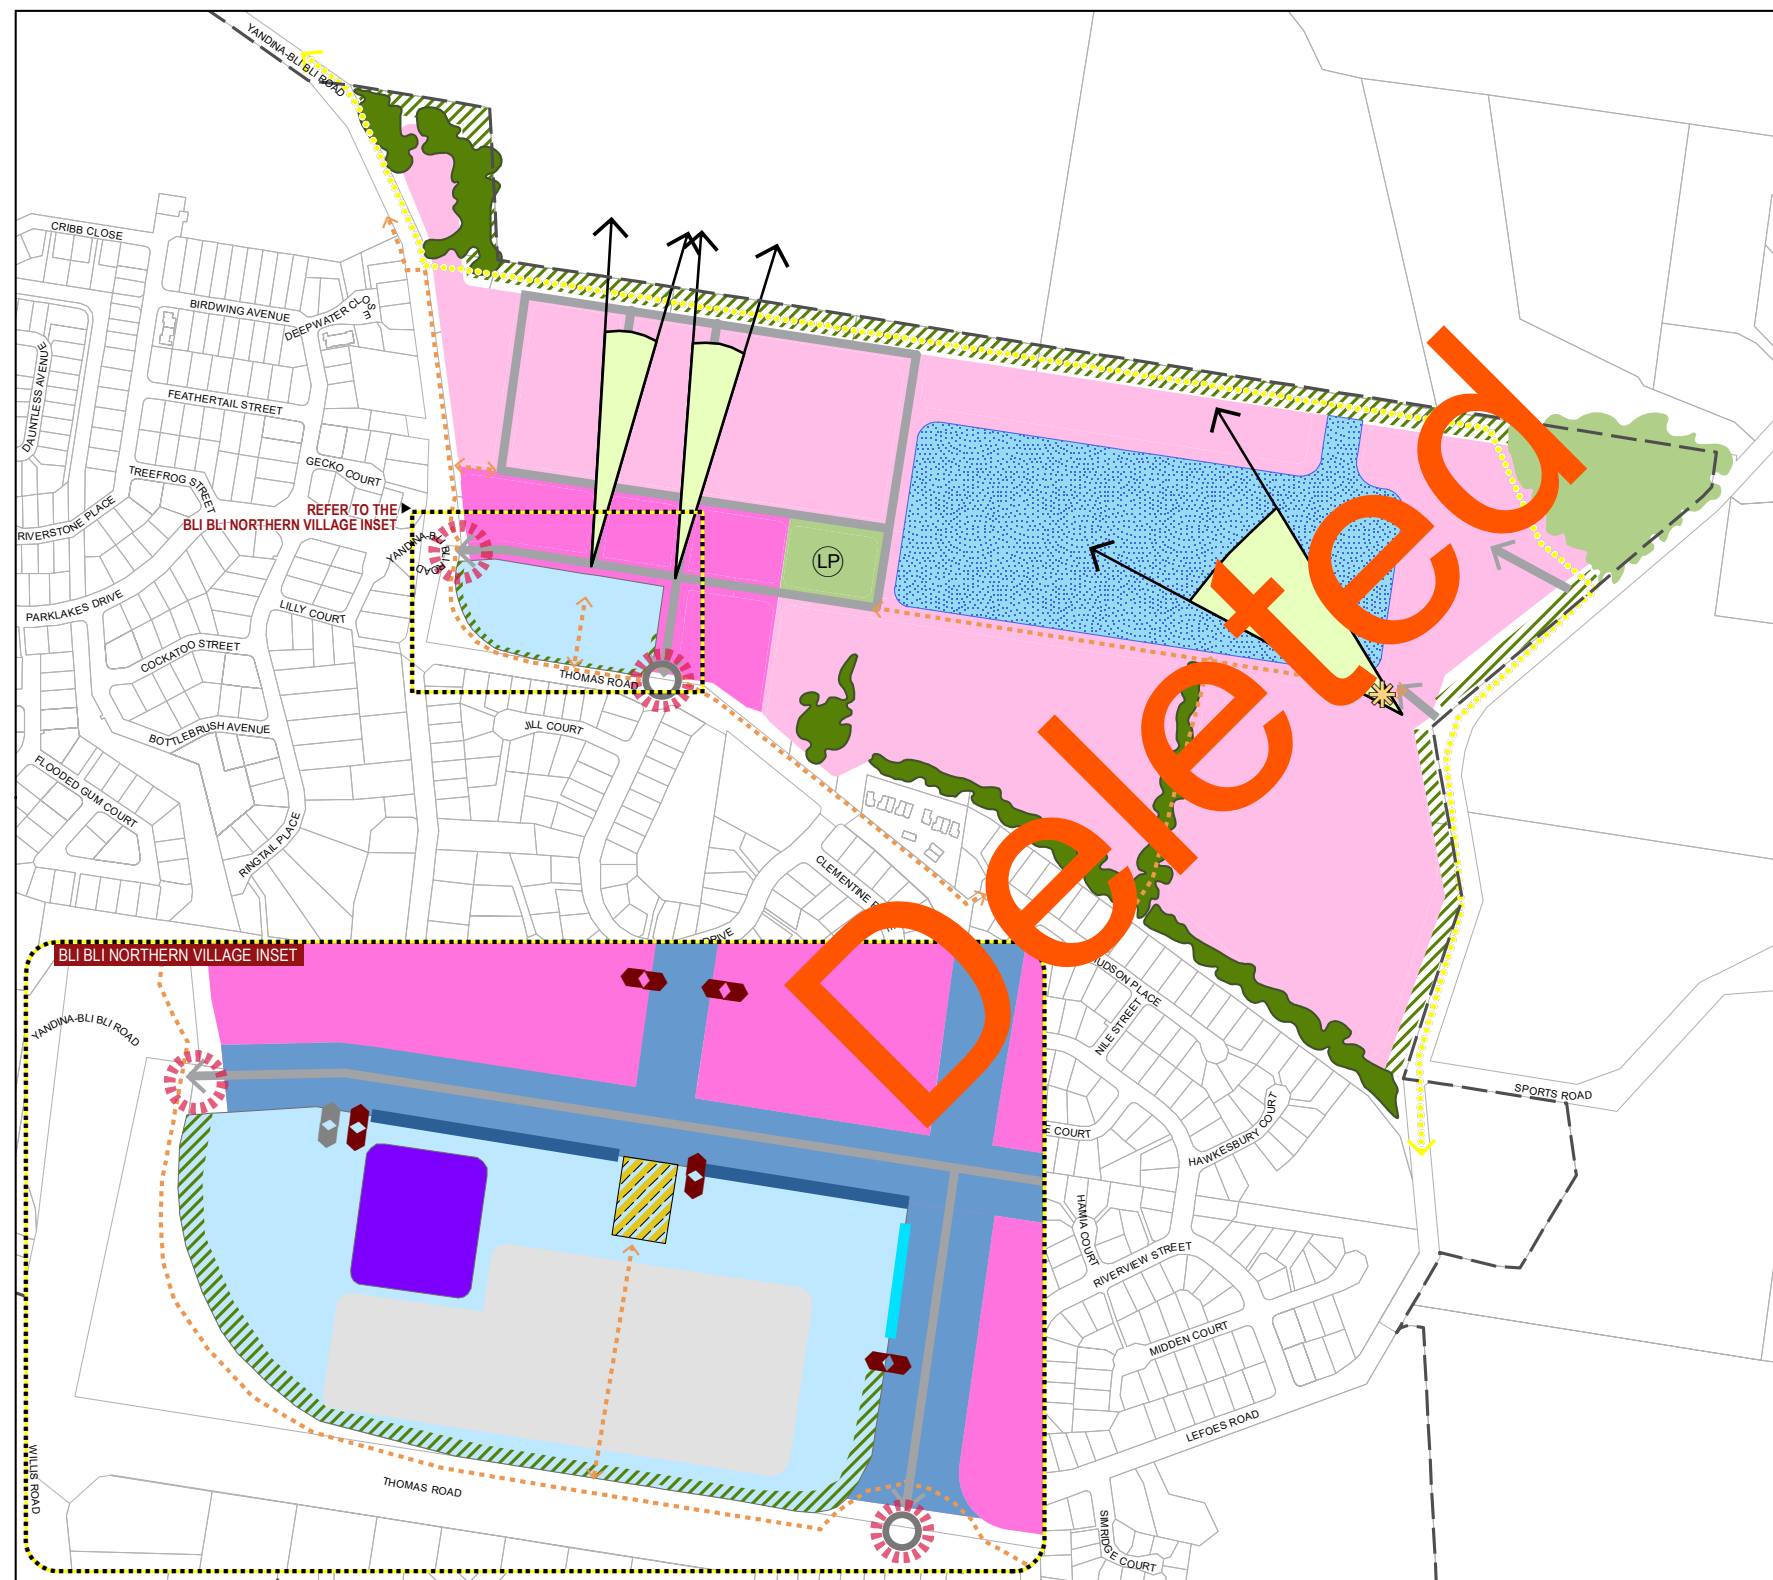 YANDINA-BLI BLI ROAD
CRIBB CLOSE
BIRDWING AVENUE
DEEPWATER CLOSE
DAUNTLESS AVENUE
FEATHERTAIL STREET
GECKO COURT
TREEFROG STREET
REFER TO THE
BLI BLI NORTHERN VILLAGE INSET
RIVERSTONE PLACE
YANDINA-BLI BLI ROAD
LP
PARKLAKES DRIVE
LILLY COURT
COCKATOO STREET
THOMAS ROAD
BOTTLEBRUSH AVENUE
JILL COURT
FLOODED GUM COURT
RINGTAIL PLACE
CLEMENTINE
DRIVE
Deleted
BLI BLI NORTHERN VILLAGE INSET
YANDINA-BLI BLI ROAD
HUDSON PLACE
NILE STREET
SPORTS ROAD
E COURT
HAWKESBURY COURT
HAMIA COURT
RIVERVIEW STREET
MIDDEN COURT
LEFOES ROAD
WILLIS ROAD
THOMAS ROAD
SIMRIDGE COURT